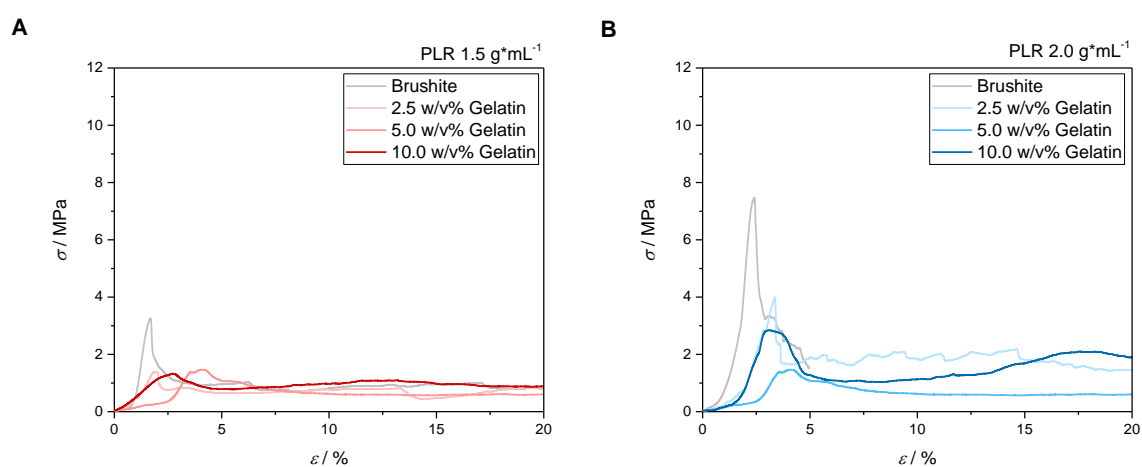 A
PLR 1.5 g*mL⁻¹
12
10
8
6
4
2
0
σ / MPa
Brushite
2.5 w/v% Gelatin
5.0 w/v% Gelatin
10.0 w/v% Gelatin
0
5
10
15
20
ε / %
B
PLR 2.0 g*mL⁻¹
12
10
8
6
4
2
0
σ / MPa
Brushite
2.5 w/v% Gelatin
5.0 w/v% Gelatin
10.0 w/v% Gelatin
0
5
10
15
20
ε / %